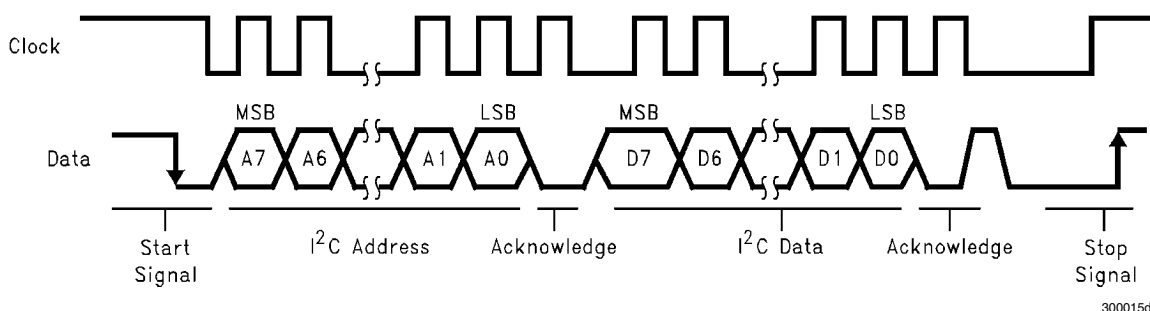 Clock
MSB LSB MSB LSB
Data A7 A6 A1 A0 D7 D6 D1 D0
Start Signal
I²C Address
Acknowledge
I²C Data
Acknowledge
Stop Signal
300015d